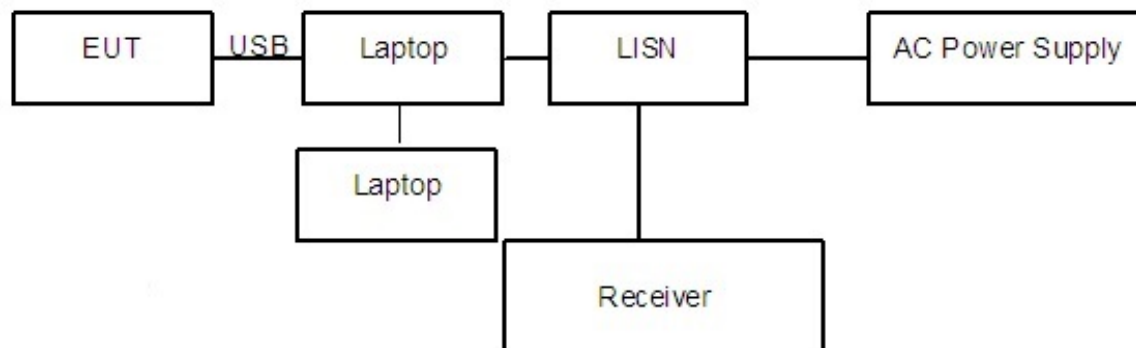 EUT
USB
Laptop
LISN
AC Power Supply
Laptop
Receiver